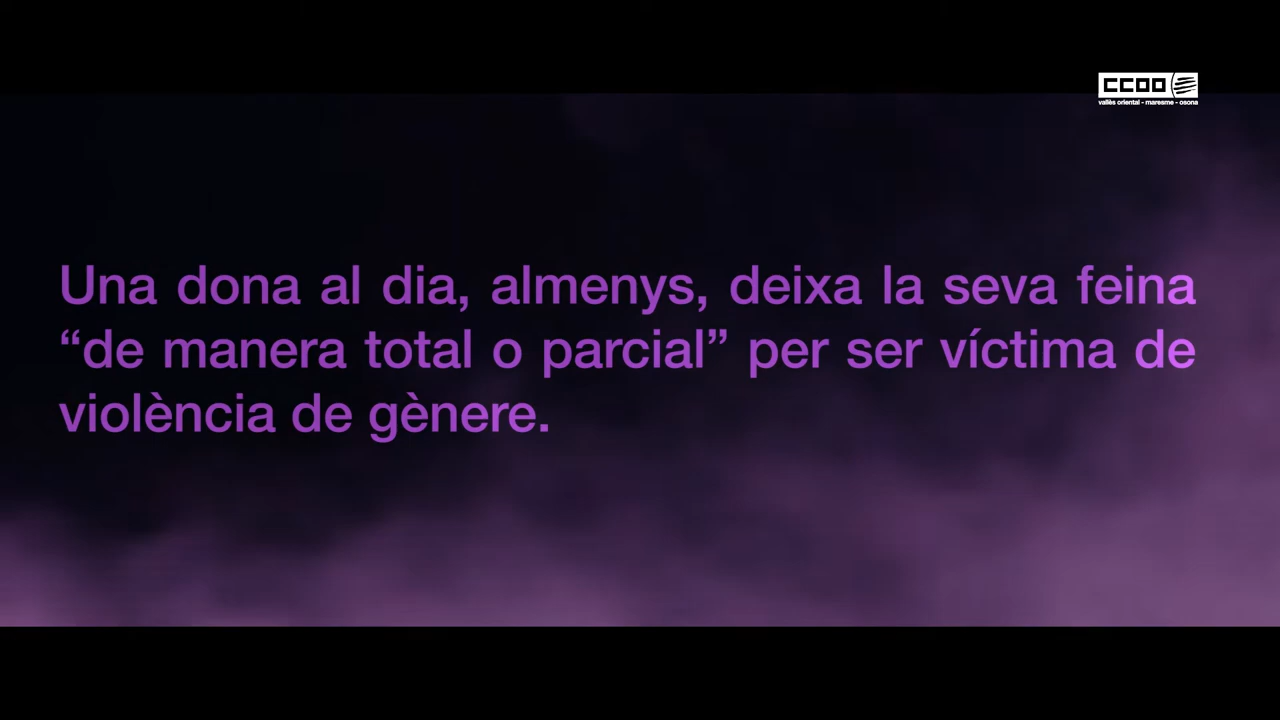 CCOO
vallès oriental - maresme - osona
Una dona al dia, almenys, deixa la seva feina
“de manera total o parcial” per ser víctima de
violència de gènere.